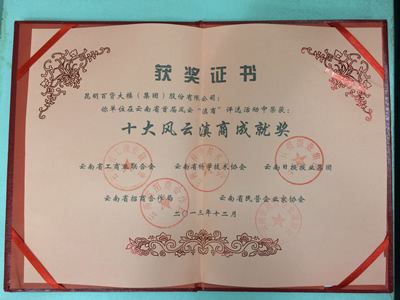 获奖证书
昆明百货大楼（集团）股份有限公司：
你单位在云南省首届风云“滇商”评选活动中荣获：
十大风云滇商成就奖
云南省工商业联合会 云南省科学技术协会 云南日报报业集团
云南省招商合作局 云南省民营企业家协会
二〇一三年十二月